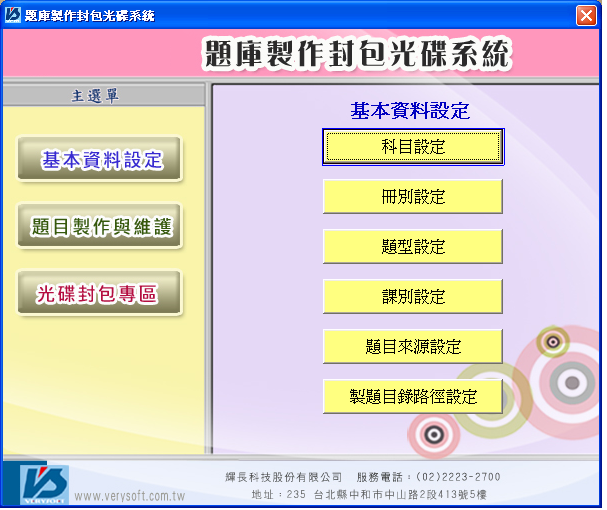 題庫製作封包光碟系統
題庫製作封包光碟系統
主選單
基本資料設定
題目製作與維護
光碟封包專區
基本資料設定
科目設定
冊別設定
題型設定
課別設定
題目來源設定
製題目錄路徑設定
VS
VERYSOFT
www.verysoft.com.tw
輝長科技股份有限公司 服務電話：(02)2223-2700
地址：235 台北縣中和市中山路2段413號5樓